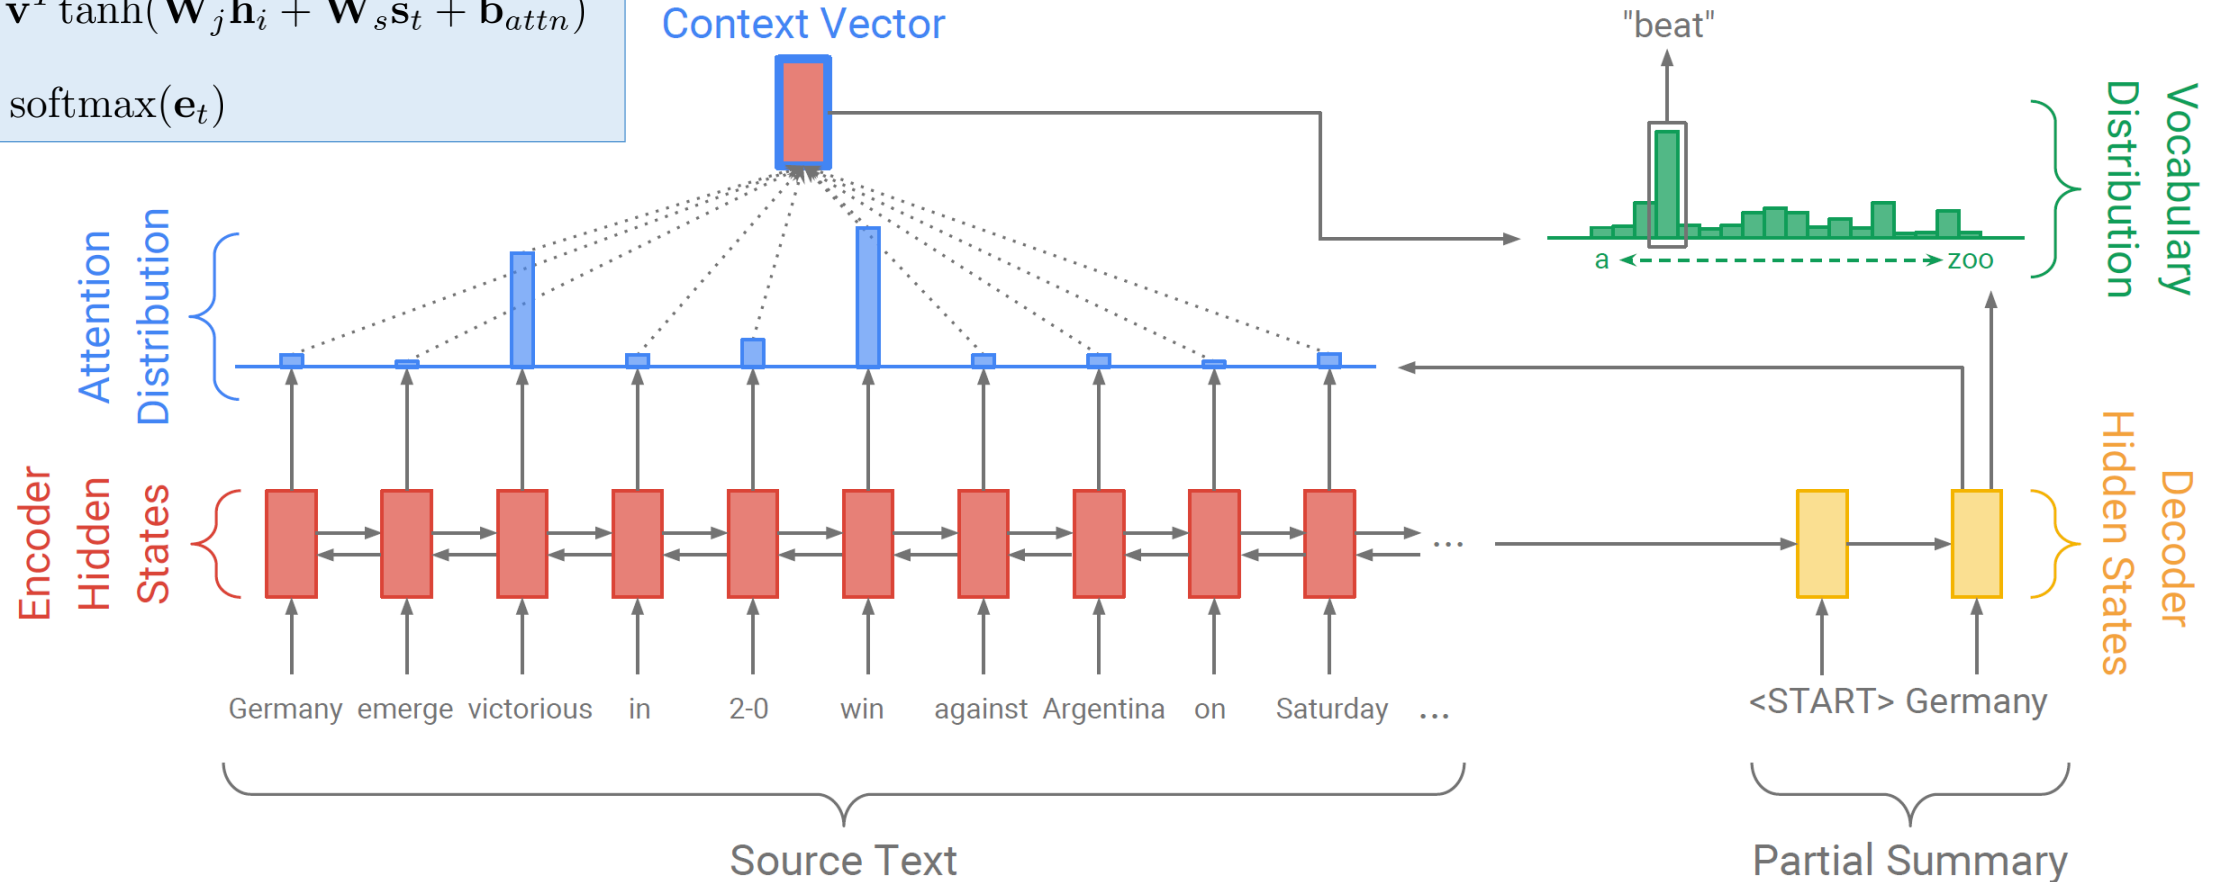 v^T tanh(W_j h_i + W_s s_t + b_attn)
softmax(e_t)
Context Vector
"beat"
Vocabulary
Distribution
a
zoo
Attention
Distribution
Encoder
Hidden
States
Decoder
Hidden States
Germany emerge victorious in 2-0 win against Argentina on Saturday ...
...
<START> Germany
Source Text
Partial Summary